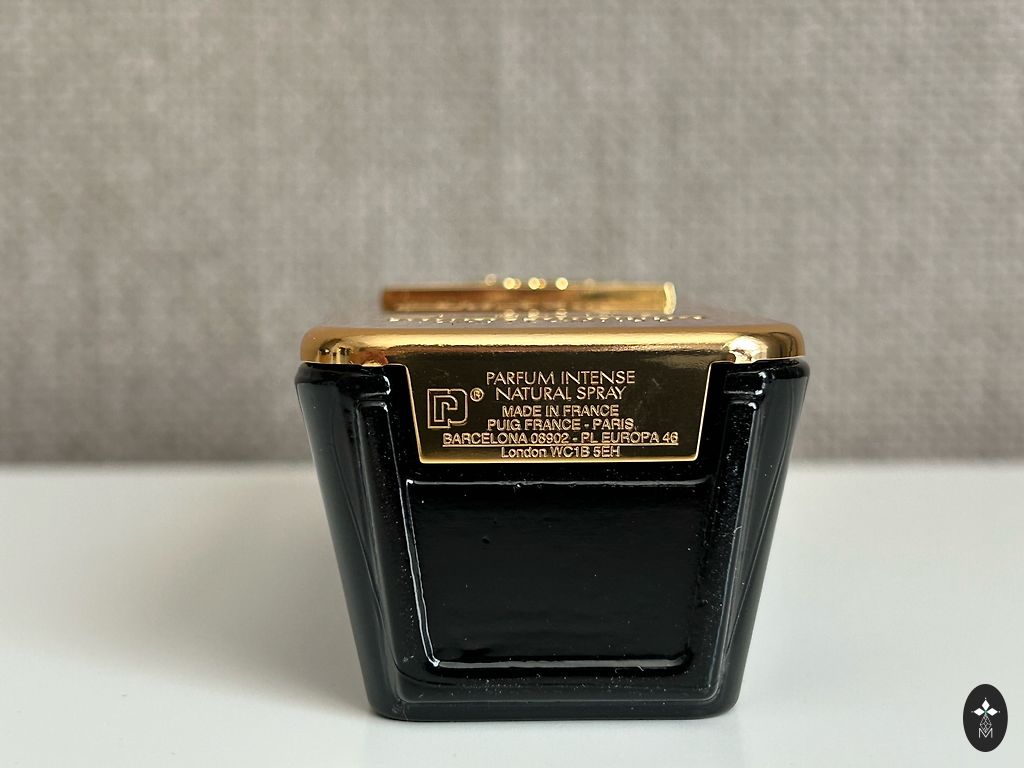 PARFUM INTENSE
NATURAL SPRAY
MADE IN FRANCE
PUIG FRANCE - PARIS,
BARCELONA 08902 - PL EUROPA 46
London WC1B 5EH
M